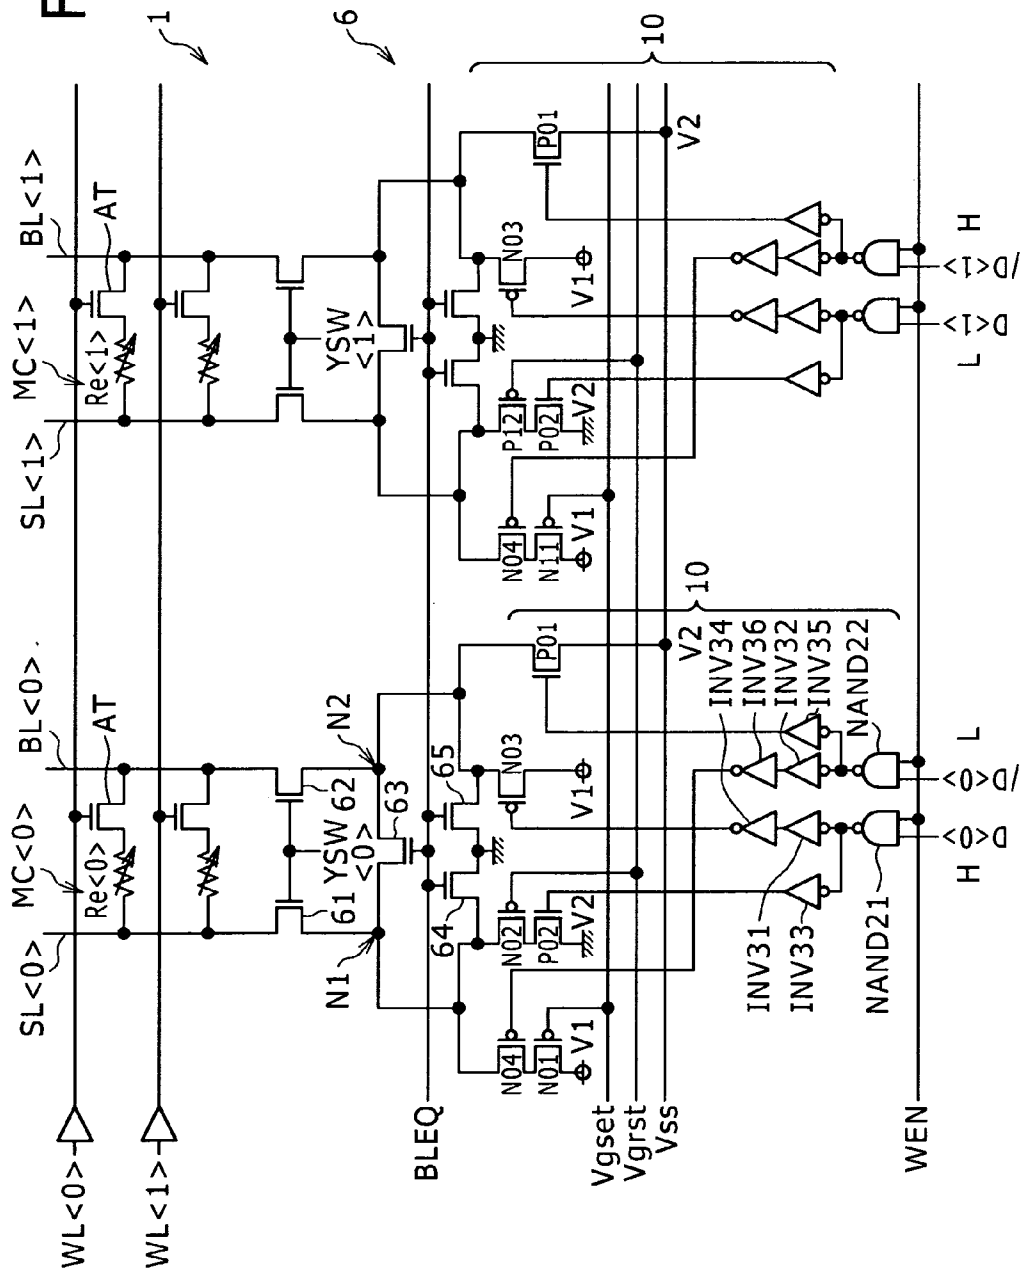 F
1
6
MC<0>
SL<0>
BL<0>
AT
Re<0>
MC<1>
SL<1>
BL<1>
AT
Re<1>
WL<0>
WL<1>
N1
61
YSW
<0>
62
N2
63
YSW
<1>
BLEQ
64
65
N04
N01
V1
N02
P02
V2
N03
V1
P01
V2
10
N04
N11
V1
P12
P02
V2
N03
V1
P01
V2
10
Vgset
Vgrst
Vss
INV31
INV33
NAND21
INV34
INV36
INV32
INV35
NAND22
WEN
H
D<0>
/D<0>
L
L
D<1>
/D<1>
H